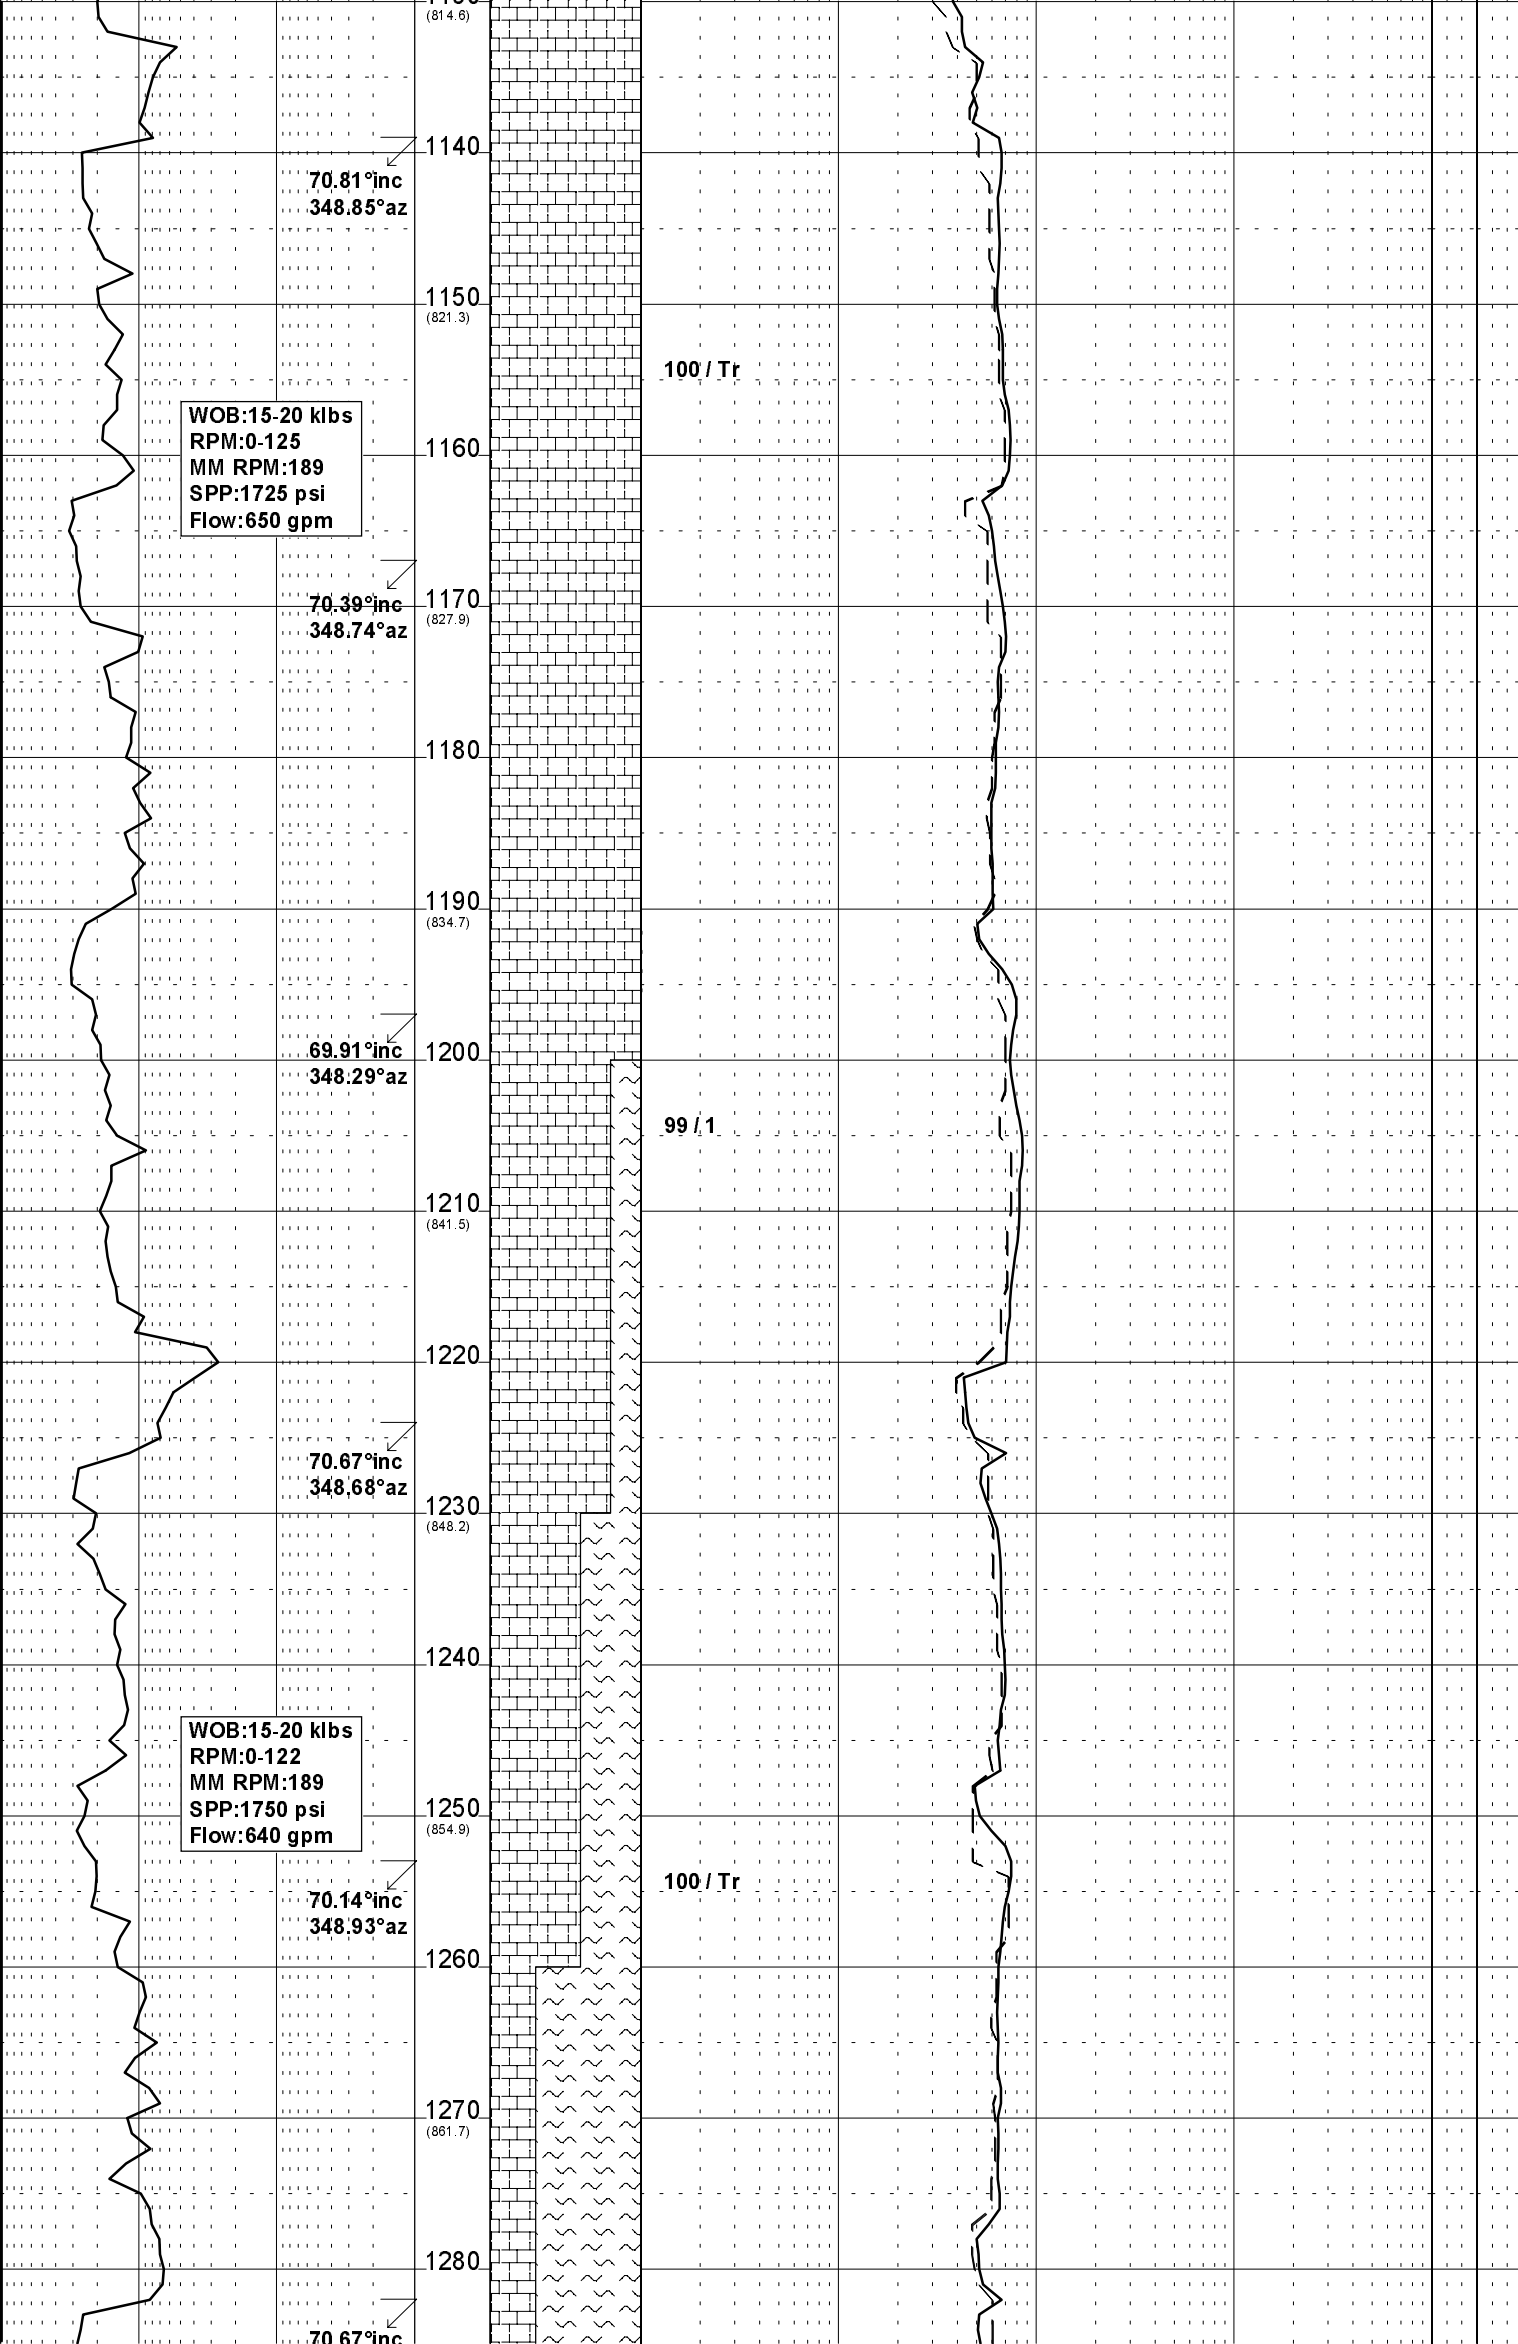 (814.6)
1140
70.81°inc
348.85°az
1150
(821.3)
100 / Tr
WOB:15-20 klbs
RPM:0-125
MM RPM:189
SPP:1725 psi
Flow:650 gpm
1160
70.39°inc
348.74°az
1170
(827.9)
1180
1190
(834.7)
69.91°inc
348.29°az
1200
99 / 1
1210
(841.5)
1220
70.67°inc
348.68°az
1230
(848.2)
1240
WOB:15-20 klbs
RPM:0-122
MM RPM:189
SPP:1750 psi
Flow:640 gpm
1250
(854.9)
100 / Tr
70.14°inc
348.93°az
1260
1270
(861.7)
1280
70.67°inc